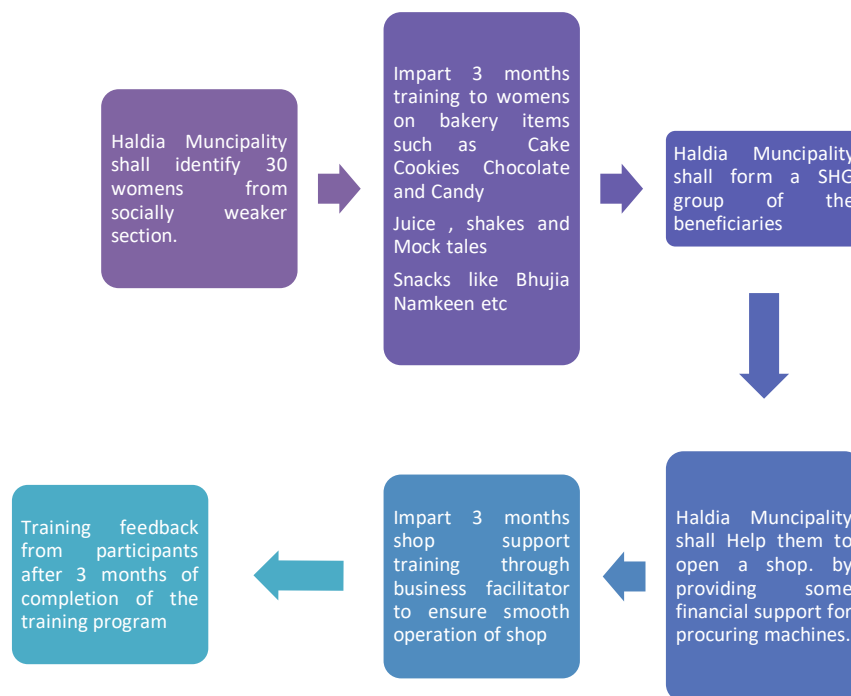 Haldia Muncipality
shall identify 30
womens from
socially weaker
section.
Impart 3 months
training to womens
on bakery items
such as Cake
Cookies Chocolate
and Candy
Juice , shakes and
Mock tales
Snacks like Bhujia
Namkeen etc
Haldia Muncipality
shall form a SHG
group of the
beneficiaries
Haldia Muncipality
shall Help them to
open a shop. by
providing some
financial support for
procuring machines.
Impart 3 months
shop support
training through
business facilitator
to ensure smooth
operation of shop
Training feedback
from participants
after 3 months of
completion of the
training program